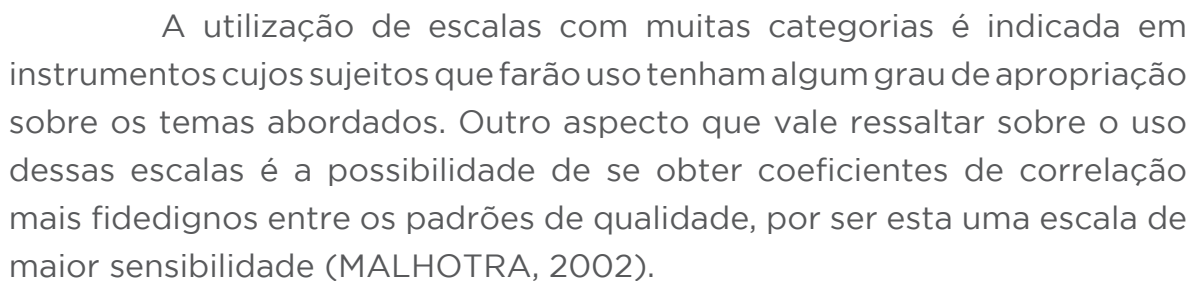 A utilização de escalas com muitas categorias é indicada em
instrumentos cujos sujeitos que farão uso tenham algum grau de apropriação
sobre os temas abordados. Outro aspecto que vale ressaltar sobre o uso
dessas escalas é a possibilidade de se obter coeficientes de correlação
mais fidedignos entre os padrões de qualidade, por ser esta uma escala de
maior sensibilidade (MALHOTRA, 2002).